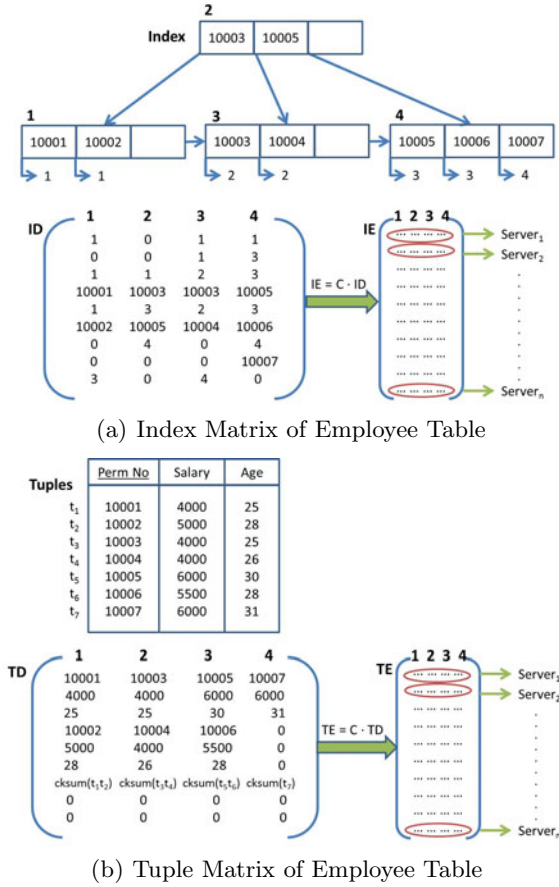 2
Index 10003 10005
1 3 4
10001 10002 10003 10004 10005 10006 10007
1 1 2 2 3 3 4
ID 1 2 3 4
1 0 1 1
0 0 1 3
1 1 2 3
10001 10003 10003 10005
1 3 2 3
10002 10005 10004 10006
0 4 0 4
0 0 0 10007
3 0 4 0
IE = C · ID
IE 1 2 3 4
... ... ... ... Server1
... ... ... ... Server2
... ... ... ...
... ... ... ...
... ... ... ...
... ... ... ...
... ... ... ...
... ... ... ...
... ... ... ... Servern
(a) Index Matrix of Employee Table
Tuples Perm No Salary Age
t1 10001 4000 25
t2 10002 5000 28
t3 10003 4000 25
t4 10004 4000 26
t5 10005 6000 30
t6 10006 5500 28
t7 10007 6000 31
TD 1 2 3 4
10001 10003 10005 10007
4000 4000 6000 6000
25 25 30 31
10002 10004 10006 0
5000 4000 5500 0
28 26 28 0
cksum(t1t2) cksum(t3t4) cksum(t5t6) cksum(t7)
0 0 0 0
0 0 0 0
TE = C · TD
TE 1 2 3 4
... ... ... ... Server1
... ... ... ... Server2
... ... ... ...
... ... ... ...
... ... ... ...
... ... ... ...
... ... ... ...
... ... ... ...
... ... ... ... Servern
(b) Tuple Matrix of Employee Table